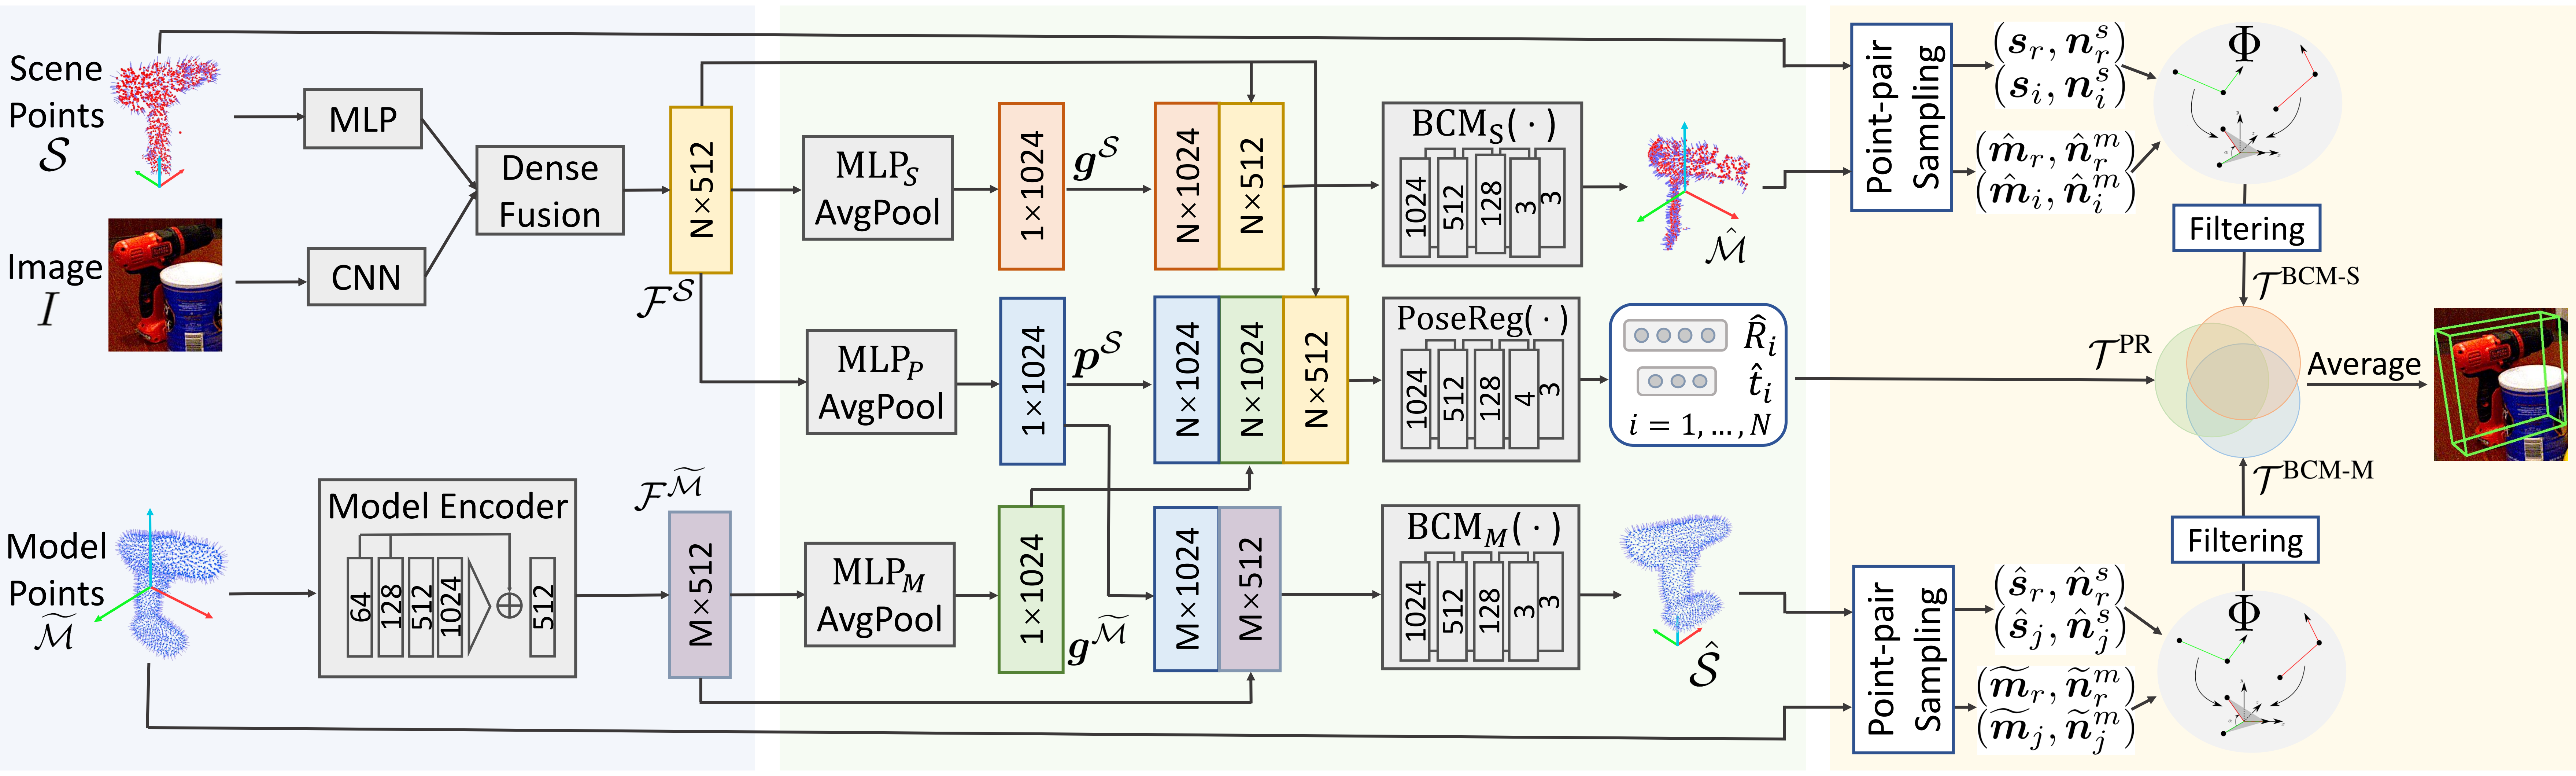 Scene
Points
𝒮
Image
I
Model
Points
ℳ̃
MLP
CNN
Dense
Fusion
N×512
ℱ^𝒮
Model Encoder
64
128
512
1024
⊕
512
ℱ^ℳ̃
M×512
MLP_S
AvgPool
1×1024
g^𝒮
N×1024
N×512
BCM_S(·)
1024
512
128
3
3
ℳ̂
MLP_P
AvgPool
1×1024
p^𝒮
N×1024
N×1024
N×512
PoseReg(·)
1024
512
128
4
3
R̂_i
t̂_i
i = 1, …, N
MLP_M
AvgPool
1×1024
g^ℳ̃
M×1024
M×512
BCM_M(·)
1024
512
128
3
3
𝒮̂
Point-pair
Sampling
(s_r, n_r^s)
(s_i, n_i^s)
(m̂_r, n̂_r^m)
(m̂_i, n̂_i^m)
Φ
Filtering
𝒯^BCM-S
𝒯^PR
Average
𝒯^BCM-M
Filtering
Point-pair
Sampling
(ŝ_r, n̂_r^s)
(ŝ_j, n̂_j^s)
(m̃_r, ñ_r^m)
(m̃_j, ñ_j^m)
Φ